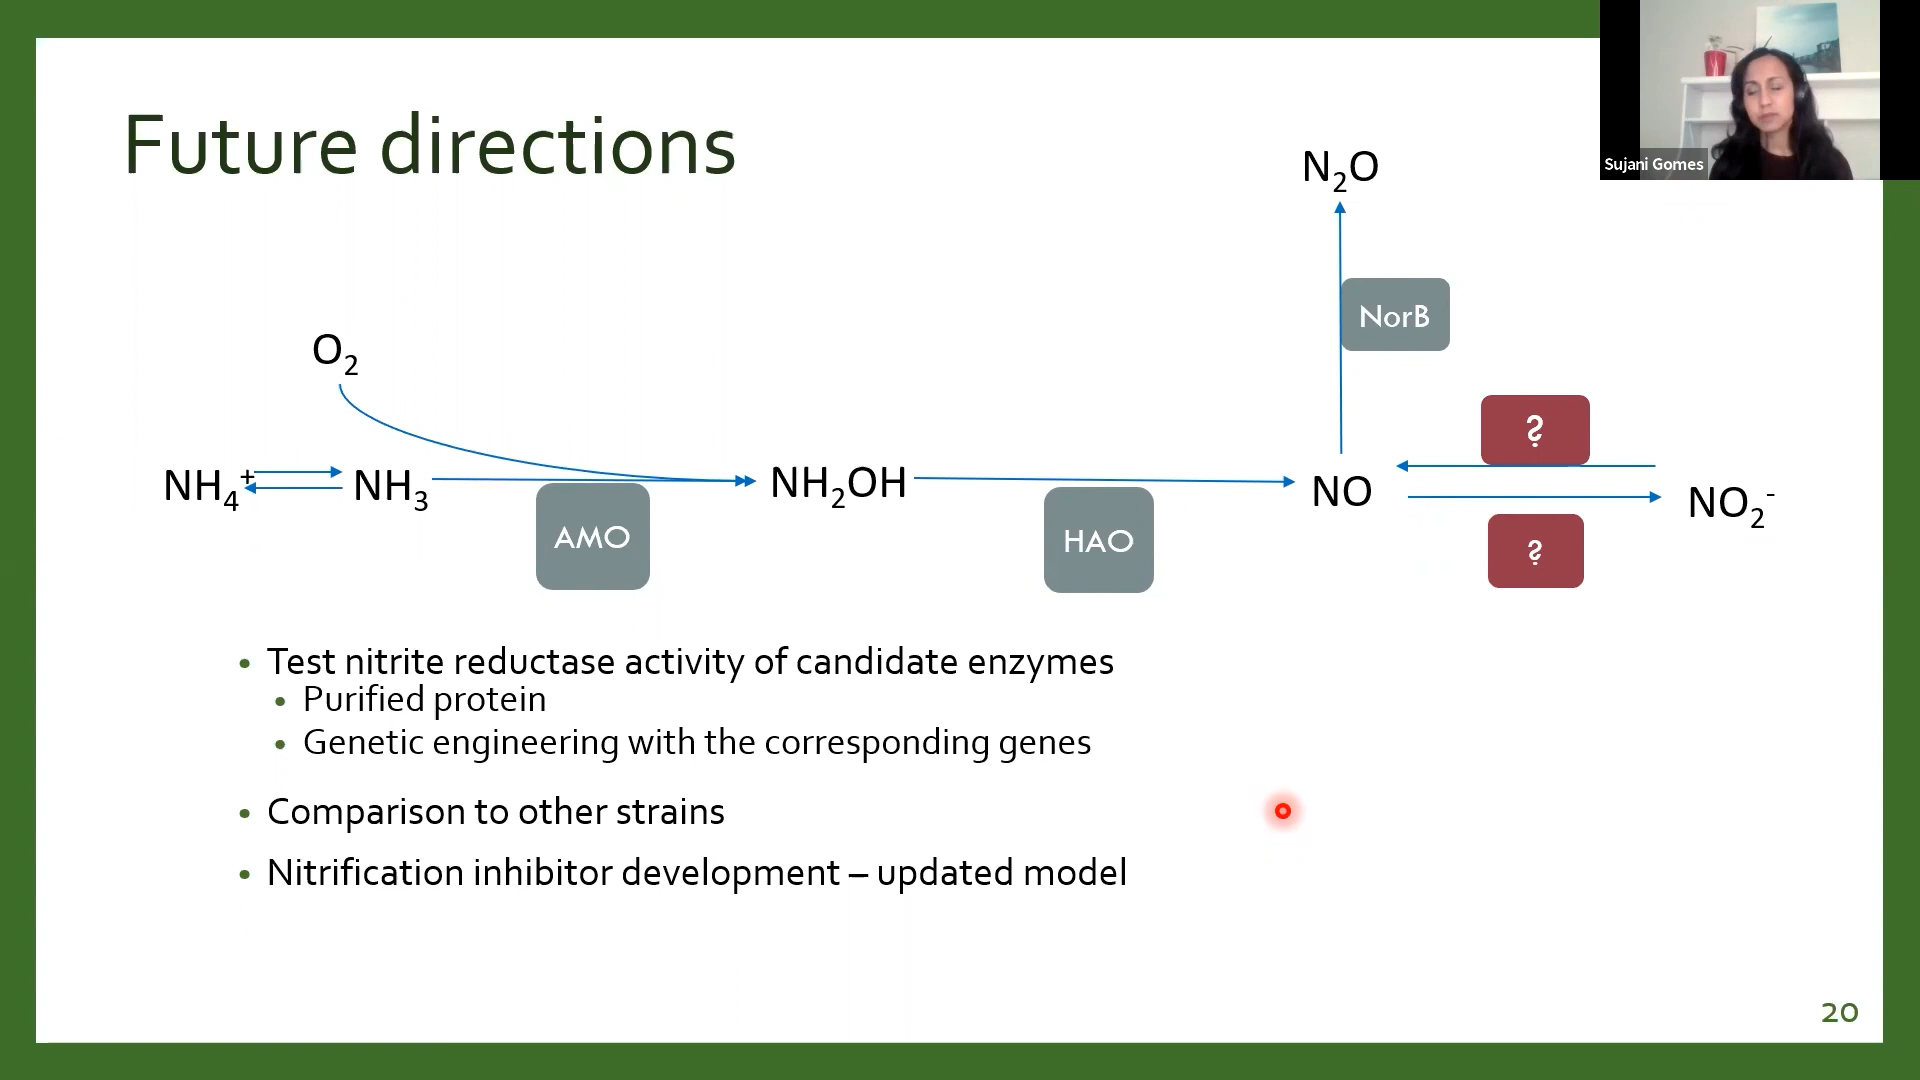 Future directions
Sujani Gomes
N₂O
NorB
O₂
?
NH₄⁺ NH₃ NH₂OH NO NO₂⁻
AMO HAO ?
• Test nitrite reductase activity of candidate enzymes
• Purified protein
• Genetic engineering with the corresponding genes
• Comparison to other strains
• Nitrification inhibitor development – updated model
20